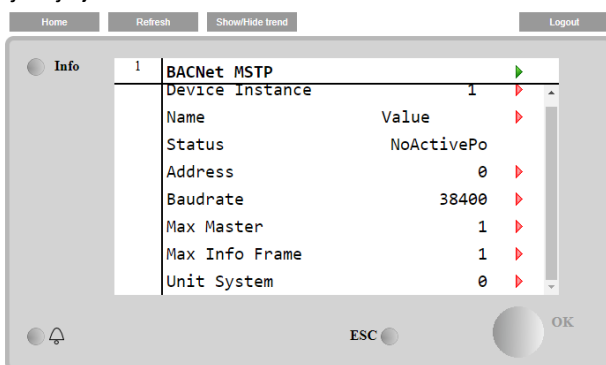 Home Refresh Show/Hide trend Logout
Info
1 BACNet MSTP
Device Instance 1
Name Value
Status NoActivePo
Address 0
Baudrate 38400
Max Master 1
Max Info Frame 1
Unit System 0
ESC OK